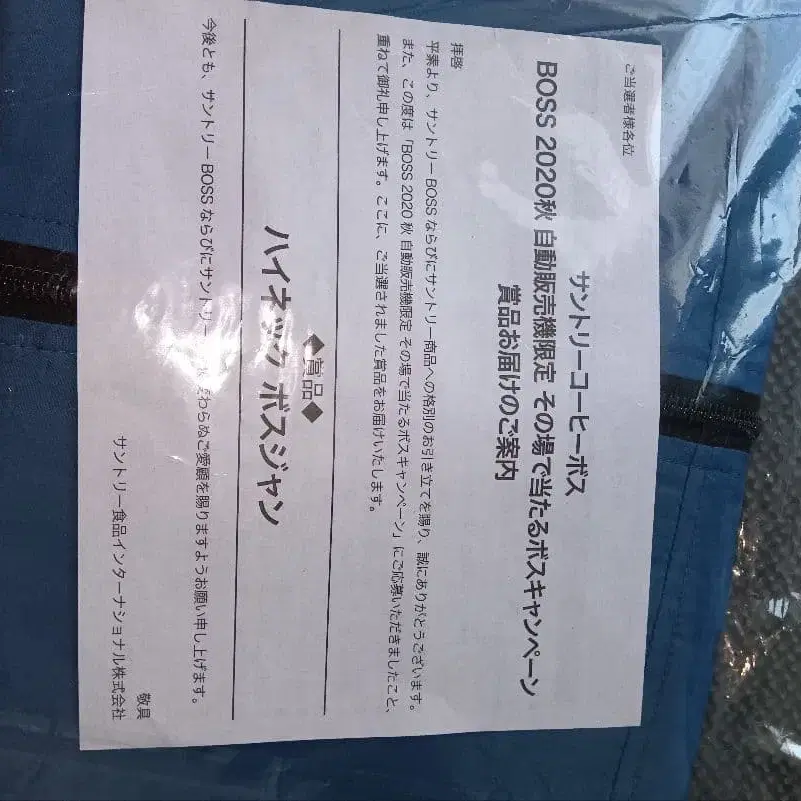 ご当選者様各位
サントリーコーヒーボス
BOSS 2020秋 自動販売機限定 その場で当たるボスキャンペーン
賞品お届けのご案内
拝啓
平素より、サントリーBOSSならびにサントリー商品への格別のお引き立てを賜り、誠にありがとうございます。
また、この度は「BOSS 2020 秋 自動販売機限定 その場で当たるボスキャンペーン」にご応募いただきましたこと、
重ねて御礼申し上げます。ここに、ご当選されました賞品をお届けいたします。
◆賞品◆
ハイネック ボスジャン
今後とも、サントリーBOSSならびにサントリー わらぬご愛顧を賜りますようお願い申し上げます。
敬具
サントリー食品インターナショナル株式会社